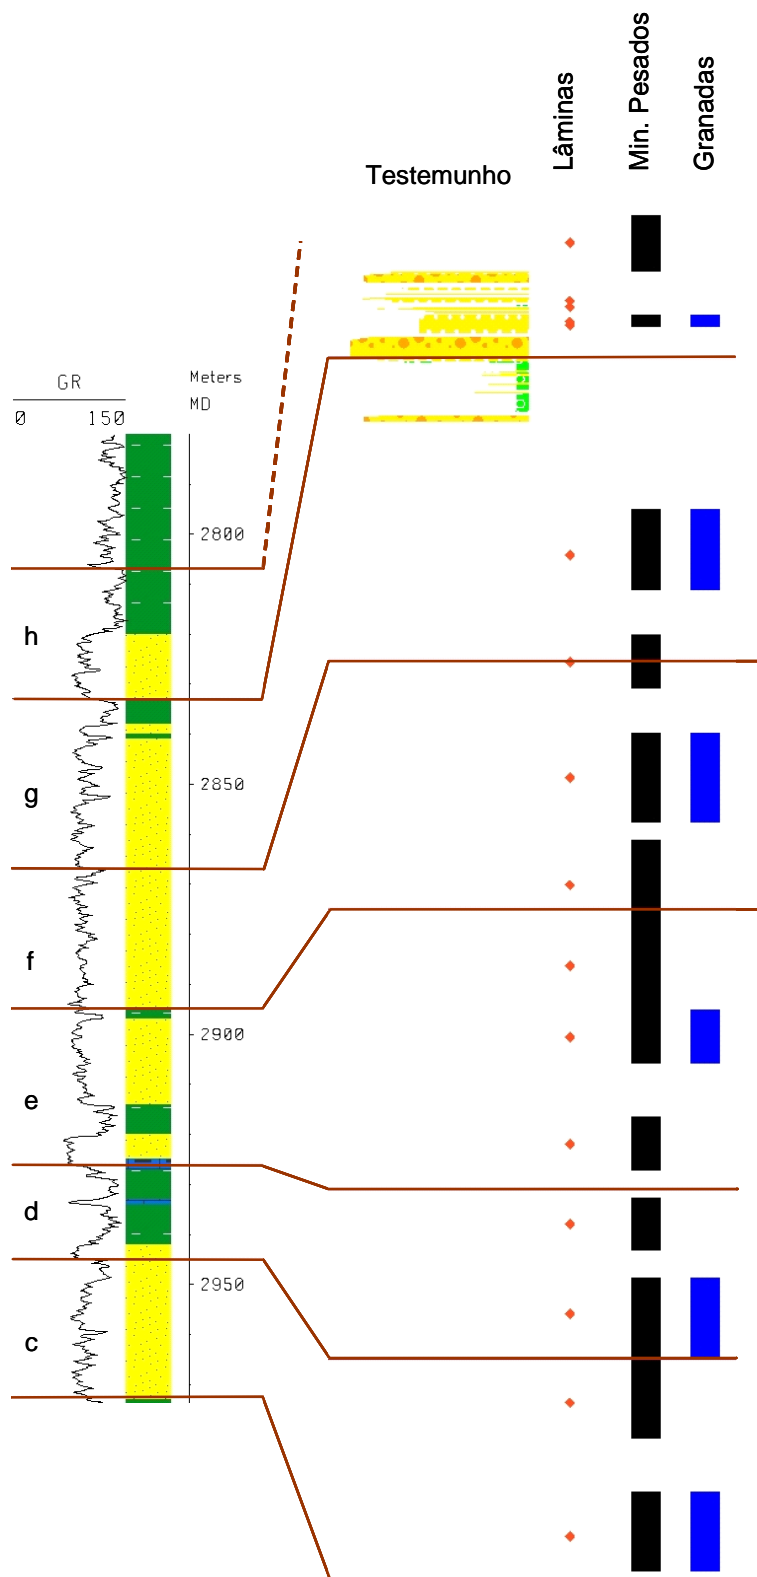 Lâminas
Min. Pesados
Granadas
Testemunho
GR
Meters
MD
0 150
2800
h
g
2850
f
2900
e
d
2950
c